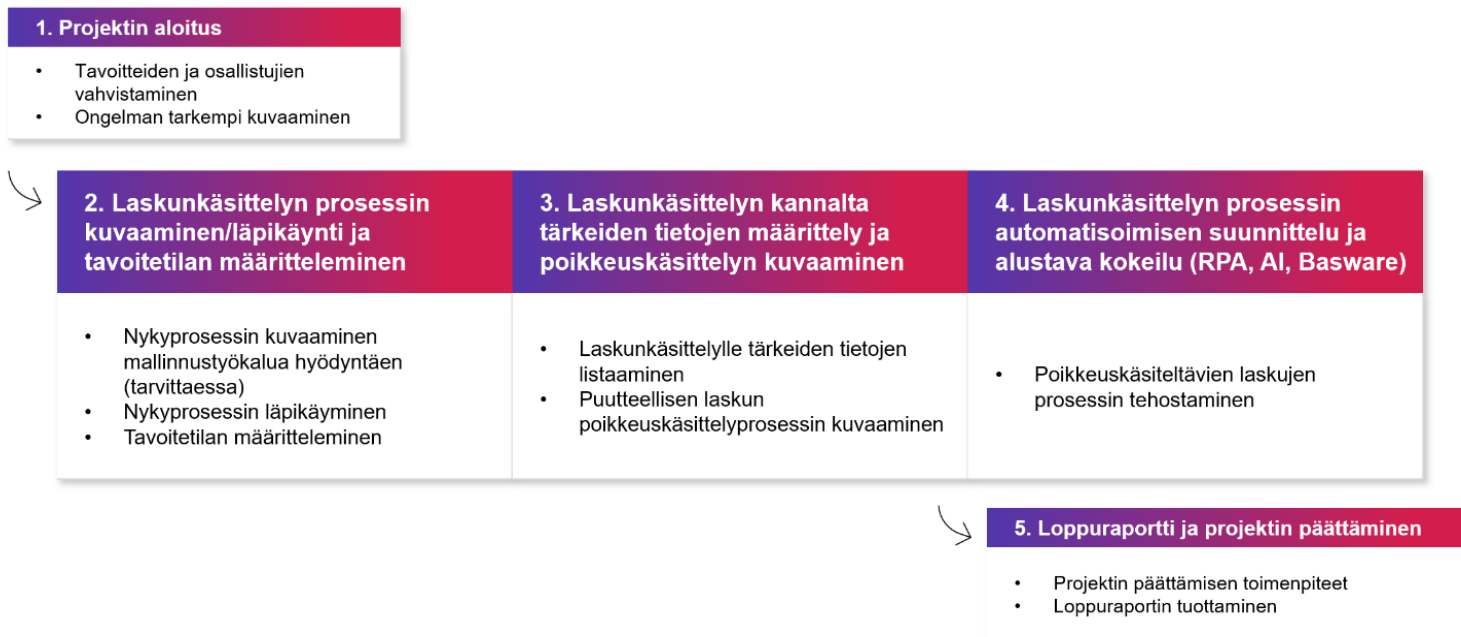 1. Projektin aloitus
• Tavoitteiden ja osallistujien
vahvistaminen
• Ongelman tarkempi kuvaaminen
2. Laskunkäsittelyn prosessin
kuvaaminen/läpikäynti ja
tavoitetilan määritteleminen
• Nykyprosessin kuvaaminen
mallinnustyökalua hyödyntäen
(tarvittaessa)
• Nykyprosessin läpikäyminen
• Tavoitetilan määritteleminen
3. Laskunkäsittelyn kannalta
tärkeiden tietojen määrittely ja
poikkeuskäsittelyn kuvaaminen
• Laskunkäsittelylle tärkeiden tietojen
listaaminen
• Puutteellisen laskun
poikkeuskäsittelyprosessin kuvaaminen
4. Laskunkäsittelyn prosessin
automatisoimisen suunnittelu ja
alustava kokeilu (RPA, AI, Basware)
• Poikkeuskäsiteltävien laskujen
prosessin tehostaminen
5. Loppuraportti ja projektin päättäminen
• Projektin päättämisen toimenpiteet
• Loppuraportin tuottaminen